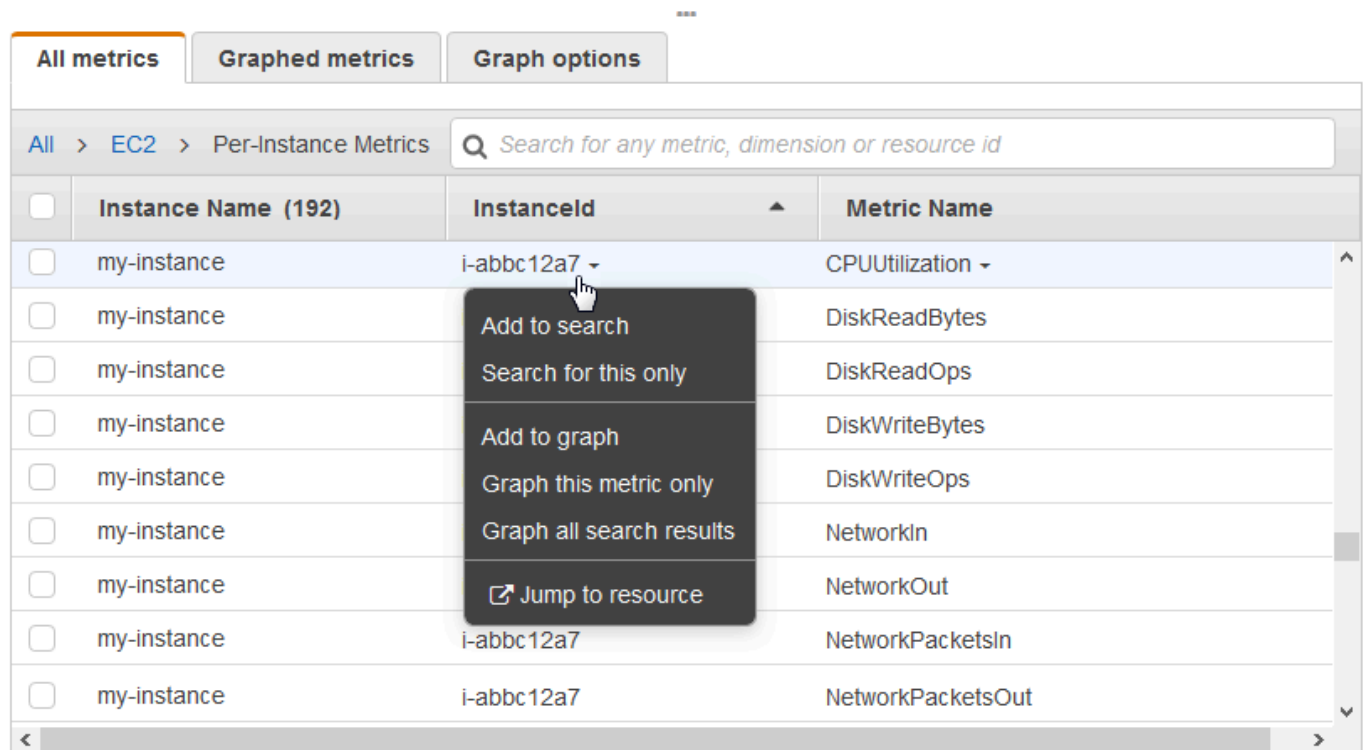 All metrics Graphed metrics Graph options
All > EC2 > Per-Instance Metrics Search for any metric, dimension or resource id
Instance Name (192) InstanceId Metric Name
my-instance i-abbc12a7 CPUUtilization
my-instance DiskReadBytes
my-instance DiskReadOps
my-instance DiskWriteBytes
my-instance DiskWriteOps
my-instance NetworkIn
my-instance NetworkOut
my-instance i-abbc12a7 NetworkPacketsIn
my-instance i-abbc12a7 NetworkPacketsOut
Add to search
Search for this only
Add to graph
Graph this metric only
Graph all search results
Jump to resource